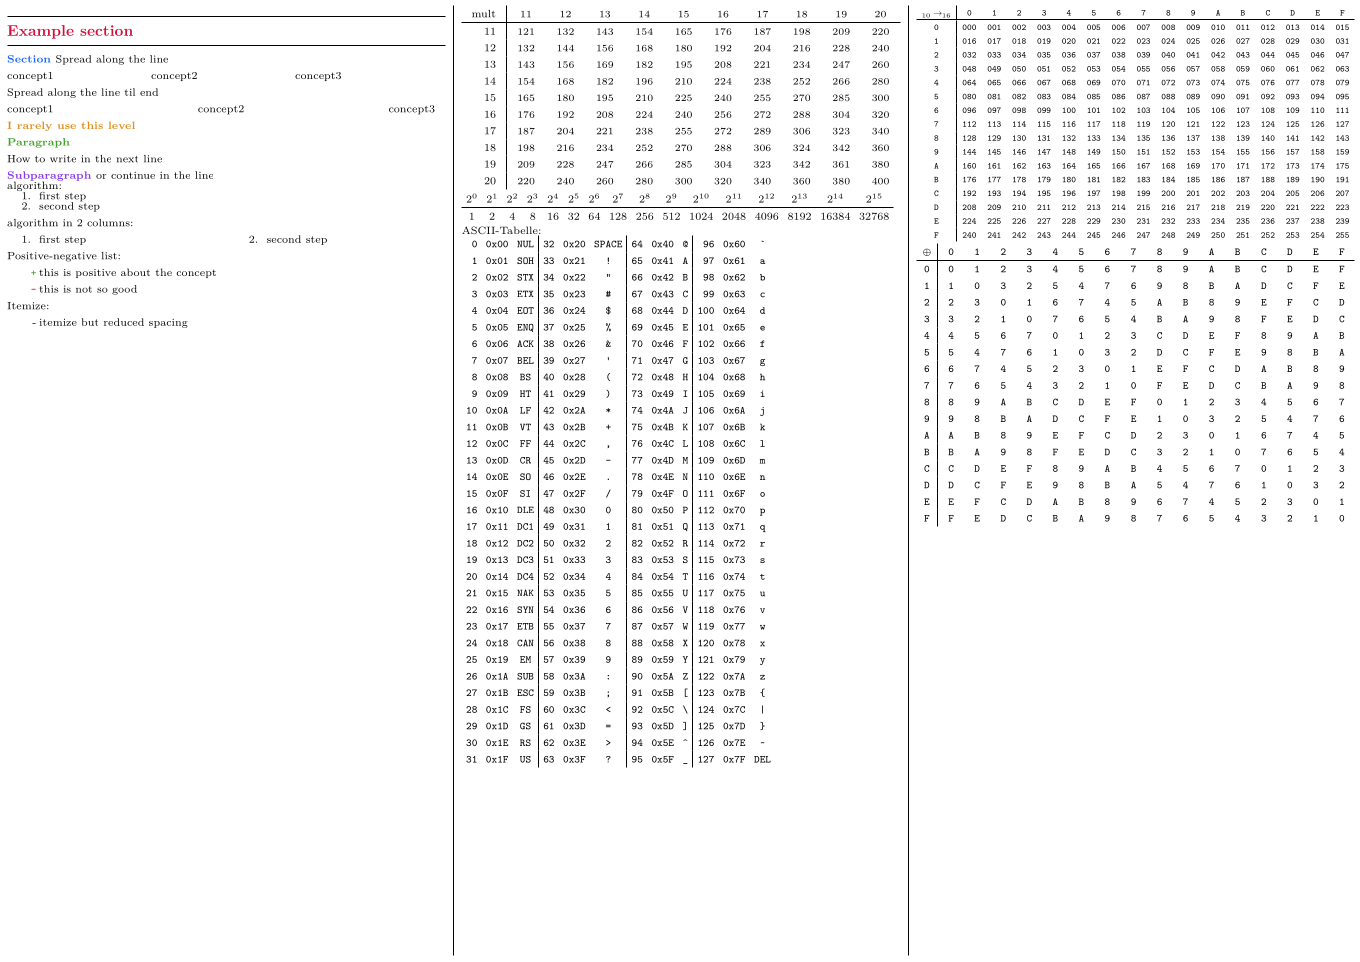 Example section
Section Spread along the line
concept1 concept2 concept3
Spread along the line til end
concept1 concept2 concept3
I rarely use this level
Paragraph
How to write in the next line
Subparagraph or continue in the line
algorithm:
1. first step
2. second step
algorithm in 2 columns:
1. first step 2. second step
Positive-negative list:
+ this is positive about the concept
- this is not so good
Itemize:
- itemize but reduced spacing
mult 11 12 13 14 15 16 17 18 19 20
11 121 132 143 154 165 176 187 198 209 220
12 132 144 156 168 180 192 204 216 228 240
13 143 156 169 182 195 208 221 234 247 260
14 154 168 182 196 210 224 238 252 266 280
15 165 180 195 210 225 240 255 270 285 300
16 176 192 208 224 240 256 272 288 304 320
17 187 204 221 238 255 272 289 306 323 340
18 198 216 234 252 270 288 306 324 342 360
19 209 228 247 266 285 304 323 342 361 380
20 220 240 260 280 300 320 340 360 380 400
2⁰ 2¹ 2² 2³ 2⁴ 2⁵ 2⁶ 2⁷ 2⁸ 2⁹ 2¹⁰ 2¹¹ 2¹² 2¹³ 2¹⁴ 2¹⁵
1 2 4 8 16 32 64 128 256 512 1024 2048 4096 8192 16384 32768
ASCII-Tabelle:
0 0x00 NUL 32 0x20 SPACE 64 0x40 @ 96 0x60 `
1 0x01 SOH 33 0x21 ! 65 0x41 A 97 0x61 a
2 0x02 STX 34 0x22 " 66 0x42 B 98 0x62 b
3 0x03 ETX 35 0x23 # 67 0x43 C 99 0x63 c
4 0x04 EOT 36 0x24 $ 68 0x44 D 100 0x64 d
5 0x05 ENQ 37 0x25 % 69 0x45 E 101 0x65 e
6 0x06 ACK 38 0x26 & 70 0x46 F 102 0x66 f
7 0x07 BEL 39 0x27 ' 71 0x47 G 103 0x67 g
8 0x08 BS 40 0x28 ( 72 0x48 H 104 0x68 h
9 0x09 HT 41 0x29 ) 73 0x49 I 105 0x69 i
10 0x0A LF 42 0x2A * 74 0x4A J 106 0x6A j
11 0x0B VT 43 0x2B + 75 0x4B K 107 0x6B k
12 0x0C FF 44 0x2C , 76 0x4C L 108 0x6C l
13 0x0D CR 45 0x2D - 77 0x4D M 109 0x6D m
14 0x0E SO 46 0x2E . 78 0x4E N 110 0x6E n
15 0x0F SI 47 0x2F / 79 0x4F O 111 0x6F o
16 0x10 DLE 48 0x30 0 80 0x50 P 112 0x70 p
17 0x11 DC1 49 0x31 1 81 0x51 Q 113 0x71 q
18 0x12 DC2 50 0x32 2 82 0x52 R 114 0x72 r
19 0x13 DC3 51 0x33 3 83 0x53 S 115 0x73 s
20 0x14 DC4 52 0x34 4 84 0x54 T 116 0x74 t
21 0x15 NAK 53 0x35 5 85 0x55 U 117 0x75 u
22 0x16 SYN 54 0x36 6 86 0x56 V 118 0x76 v
23 0x17 ETB 55 0x37 7 87 0x57 W 119 0x77 w
24 0x18 CAN 56 0x38 8 88 0x58 X 120 0x78 x
25 0x19 EM 57 0x39 9 89 0x59 Y 121 0x79 y
26 0x1A SUB 58 0x3A : 90 0x5A Z 122 0x7A z
27 0x1B ESC 59 0x3B ; 91 0x5B [ 123 0x7B {
28 0x1C FS 60 0x3C < 92 0x5C \ 124 0x7C |
29 0x1D GS 61 0x3D = 93 0x5D ] 125 0x7D }
30 0x1E RS 62 0x3E > 94 0x5E ^ 126 0x7E ~
31 0x1F US 63 0x3F ? 95 0x5F _ 127 0x7F DEL
₁₀ →₁₆ 0 1 2 3 4 5 6 7 8 9 A B C D E F
0 000 001 002 003 004 005 006 007 008 009 010 011 012 013 014 015
1 016 017 018 019 020 021 022 023 024 025 026 027 028 029 030 031
2 032 033 034 035 036 037 038 039 040 041 042 043 044 045 046 047
3 048 049 050 051 052 053 054 055 056 057 058 059 060 061 062 063
4 064 065 066 067 068 069 070 071 072 073 074 075 076 077 078 079
5 080 081 082 083 084 085 086 087 088 089 090 091 092 093 094 095
6 096 097 098 099 100 101 102 103 104 105 106 107 108 109 110 111
7 112 113 114 115 116 117 118 119 120 121 122 123 124 125 126 127
8 128 129 130 131 132 133 134 135 136 137 138 139 140 141 142 143
9 144 145 146 147 148 149 150 151 152 153 154 155 156 157 158 159
A 160 161 162 163 164 165 166 167 168 169 170 171 172 173 174 175
B 176 177 178 179 180 181 182 183 184 185 186 187 188 189 190 191
C 192 193 194 195 196 197 198 199 200 201 202 203 204 205 206 207
D 208 209 210 211 212 213 214 215 216 217 218 219 220 221 222 223
E 224 225 226 227 228 229 230 231 232 233 234 235 236 237 238 239
F 240 241 242 243 244 245 246 247 248 249 250 251 252 253 254 255
⊕ 0 1 2 3 4 5 6 7 8 9 A B C D E F
0 0 1 2 3 4 5 6 7 8 9 A B C D E F
1 1 0 3 2 5 4 7 6 9 8 B A D C F E
2 2 3 0 1 6 7 4 5 A B 8 9 E F C D
3 3 2 1 0 7 6 5 4 B A 9 8 F E D C
4 4 5 6 7 0 1 2 3 C D E F 8 9 A B
5 5 4 7 6 1 0 3 2 D C F E 9 8 B A
6 6 7 4 5 2 3 0 1 E F C D A B 8 9
7 7 6 5 4 3 2 1 0 F E D C B A 9 8
8 8 9 A B C D E F 0 1 2 3 4 5 6 7
9 9 8 B A D C F E 1 0 3 2 5 4 7 6
A A B 8 9 E F C D 2 3 0 1 6 7 4 5
B B A 9 8 F E D C 3 2 1 0 7 6 5 4
C C D E F 8 9 A B 4 5 6 7 0 1 2 3
D D C F E 9 8 B A 5 4 7 6 1 0 3 2
E E F C D A B 8 9 6 7 4 5 2 3 0 1
F F E D C B A 9 8 7 6 5 4 3 2 1 0